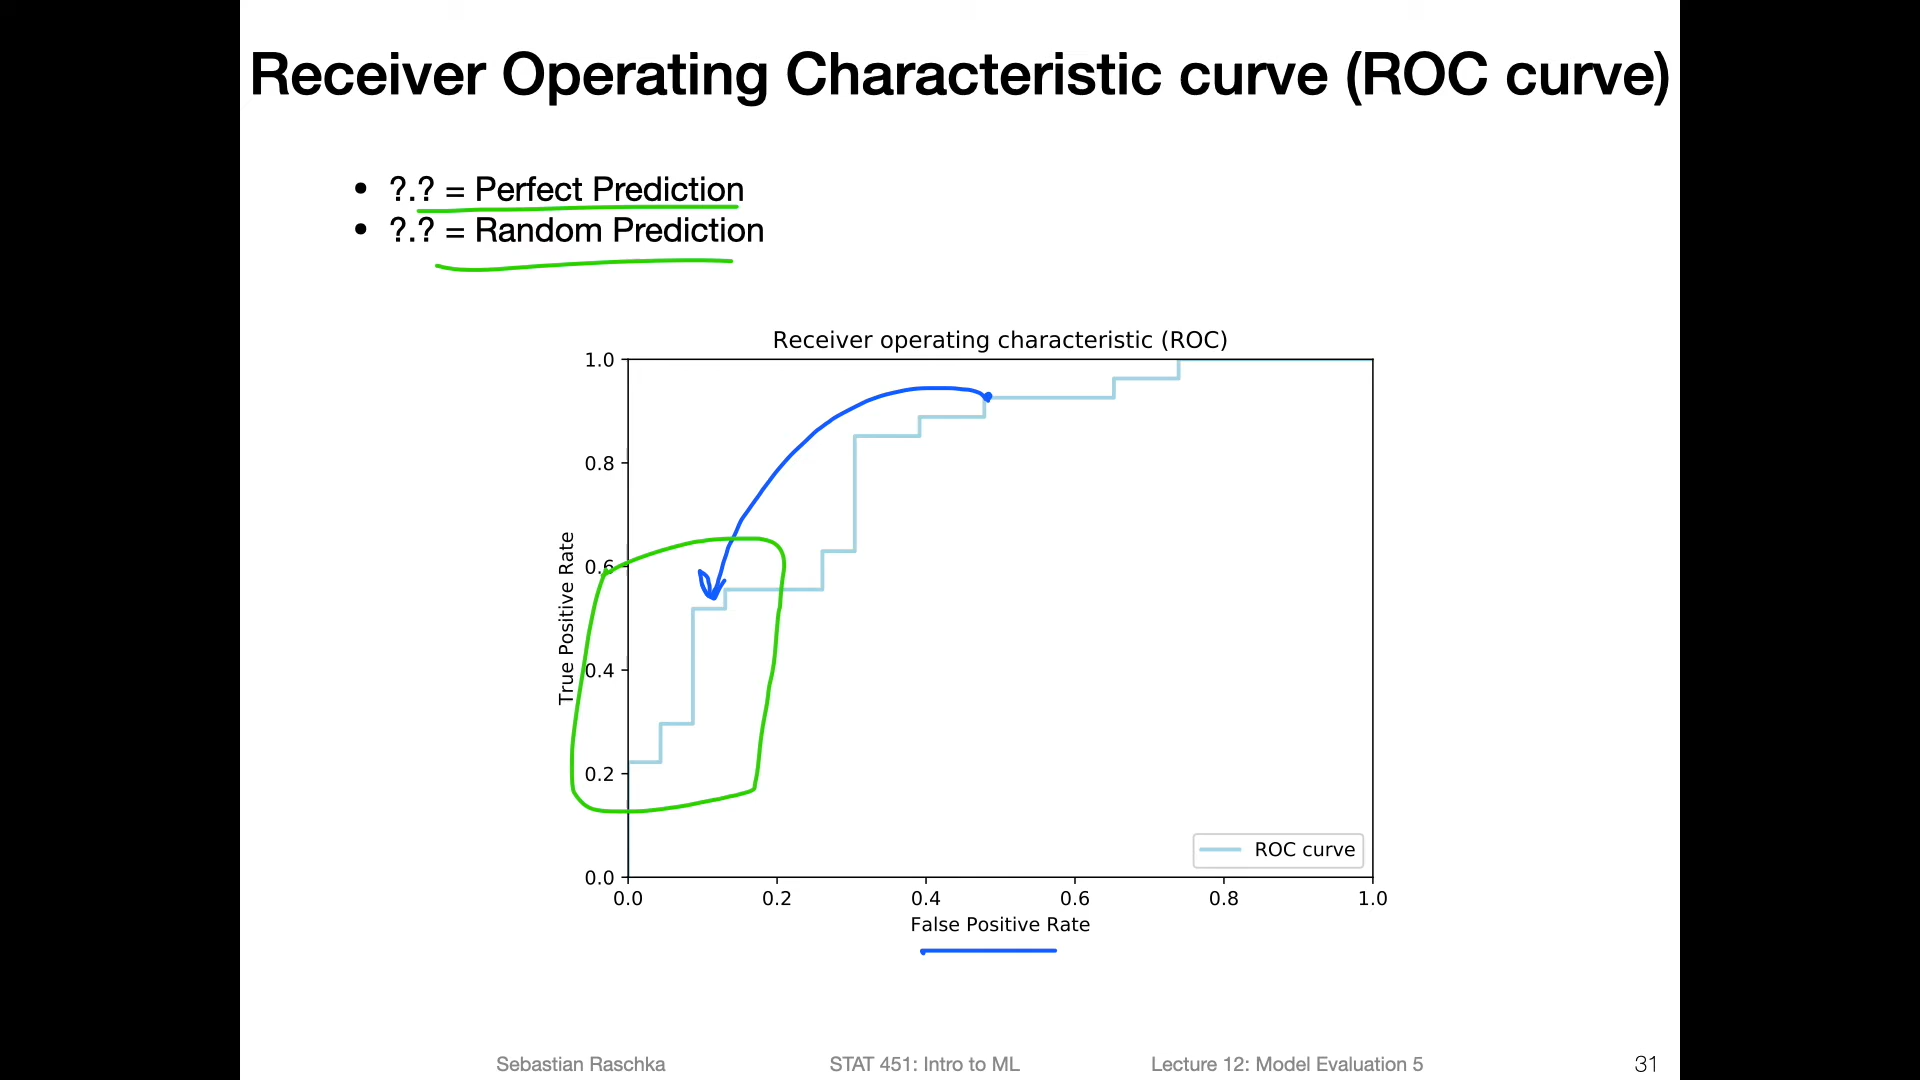 Receiver Operating Characteristic curve (ROC curve)
• ?.? = Perfect Prediction
• ?.? = Random Prediction
Receiver operating characteristic (ROC)
1.0
0.8
0.6
0.4
0.2
0.0
True Positive Rate
ROC curve
0.0 0.2 0.4 0.6 0.8 1.0
False Positive Rate
Sebastian Raschka STAT 451: Intro to ML Lecture 12: Model Evaluation 5 31